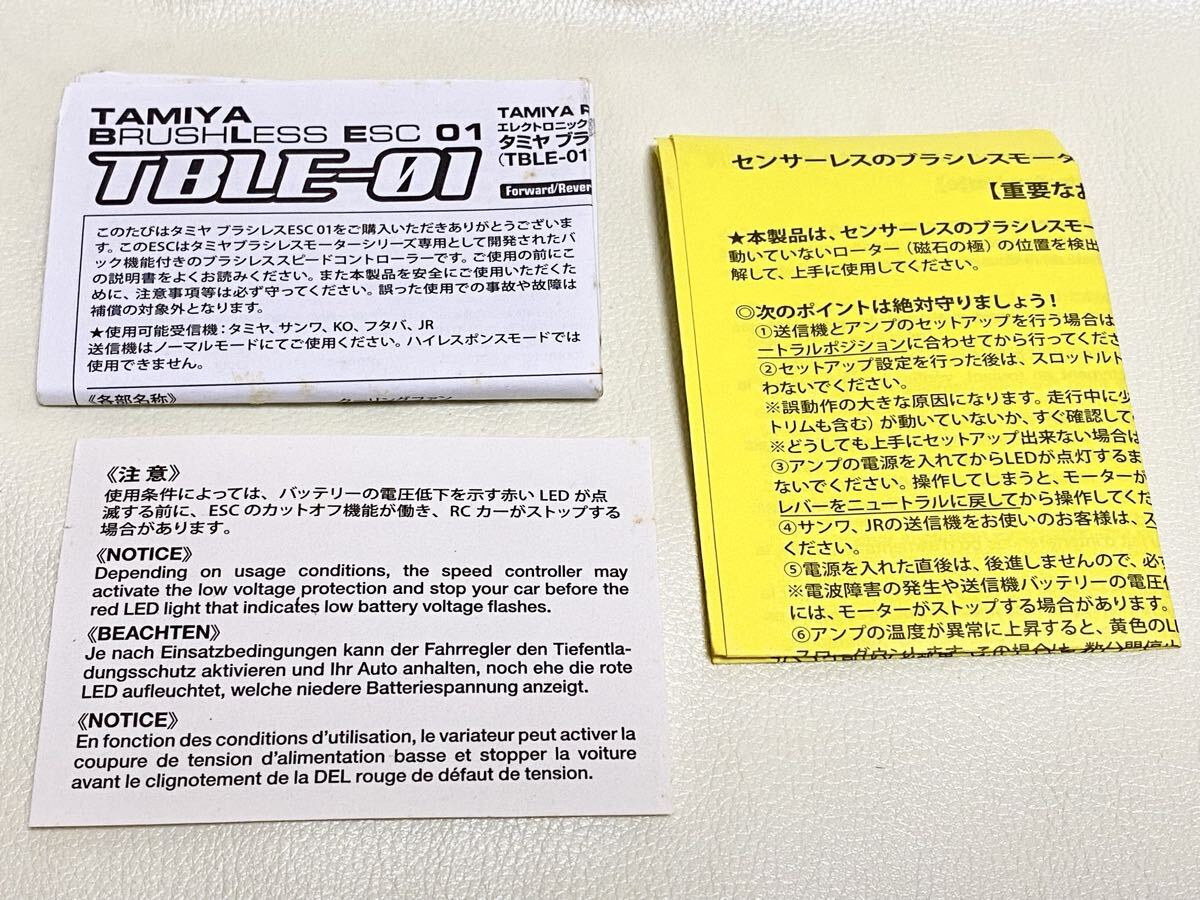 TAMIYA
BRUSHLESS ESC 01
TBLE-01
TAMIYA R
エレクトロニック
タミヤ ブラ
(TBLE-01
Forward/Rever
このたびはタミヤ ブラシレスESC 01をご購入いただきありがとうございま
す。このESCはタミヤブラシレスモーターシリーズ専用として開発されたバ
ック機能付きのブラシレススピードコントローラーです。ご使用の前にこ
の説明書をよくお読みください。また本製品を安全にご使用いただくた
めに、注意事項等は必ず守ってください。誤った使用での事故や故障は
補償の対象外となります。
★使用可能受信機：タミヤ、サンワ、KO、フタバ、JR
送信機はノーマルモードにてご使用ください。ハイレスポンスモードでは
使用できません。
《各部名称》
クーリングファン
《注意》
使用条件によっては、バッテリーの電圧低下を示す赤い LED が点
滅する前に、ESC のカットオフ機能が働き、RC カーがストップする
場合があります。
《NOTICE》
Depending on usage conditions, the speed controller may
activate the low voltage protection and stop your car before the
red LED light that indicates low battery voltage flashes.
《BEACHTEN》
Je nach Einsatzbedingungen kann der Fahrregler den Tiefentla-
dungsschutz aktivieren und Ihr Auto anhalten, noch ehe die rote
LED aufleuchtet, welche niedere Batteriespannung anzeigt.
《NOTICE》
En fonction des conditions d'utilisation, le variateur peut activer la
coupure de tension d'alimentation basse et stopper la voiture
avant le clignotement de la DEL rouge de défaut de tension.
センサーレスのブラシレスモータ
【重要なお
★本製品は、センサーレスのブラシレスモー
動いていないローター（磁石の極）の位置を検出
解して、上手に使用してください。
◎次のポイントは絶対守りましょう！
①送信機とアンプのセットアップを行う場合は
ートラルポジションに合わせてから行ってくださ
②セットアップ設定を行った後は、スロットルト
わないでください。
※誤動作の大きな原因になります。走行中に少
トリムも含む）が動いていないか、すぐ確認して
※どうしても上手にセットアップ出来ない場合は
③アンプの電源を入れてからLEDが点灯するま
ないでください。操作してしまうと、モーターが
レバーをニュートラルに戻してから操作してくだ
④サンワ、JRの送信機をお使いのお客様は、ス
ください。
⑤電源を入れた直後は、後進しませんので、必ず
※電波障害の発生や送信機バッテリーの電圧低
には、モーターがストップする場合があります。
⑥アンプの温度が異常に上昇すると、黄色のLE